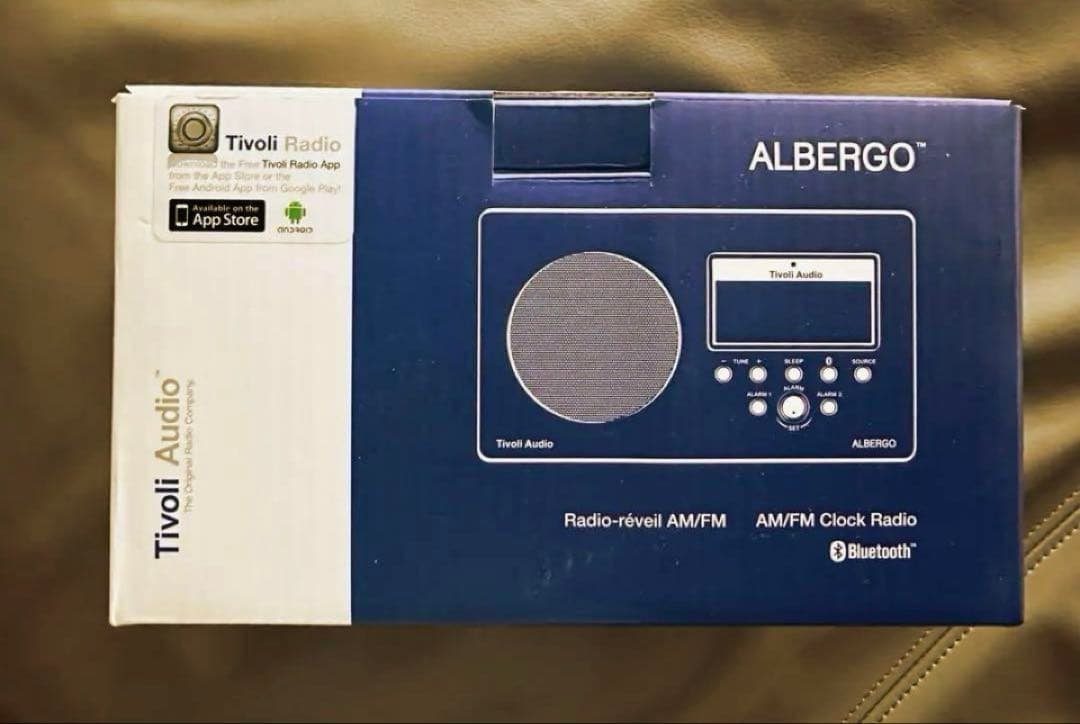 Tivoli Radio
Download the Free Tivoli Radio App
from the App Store or the
Free Android App from Google Play!
Available on the
App Store
ANDROID
Tivoli Audio™
The Original Radio Company.
ALBERGO™
Tivoli Audio
− TUNE +
SLEEP
SOURCE
ALARM 1
ALARM
ALARM 2
SET
Tivoli Audio
ALBERGO
Radio-réveil AM/FM
AM/FM Clock Radio
Bluetooth™